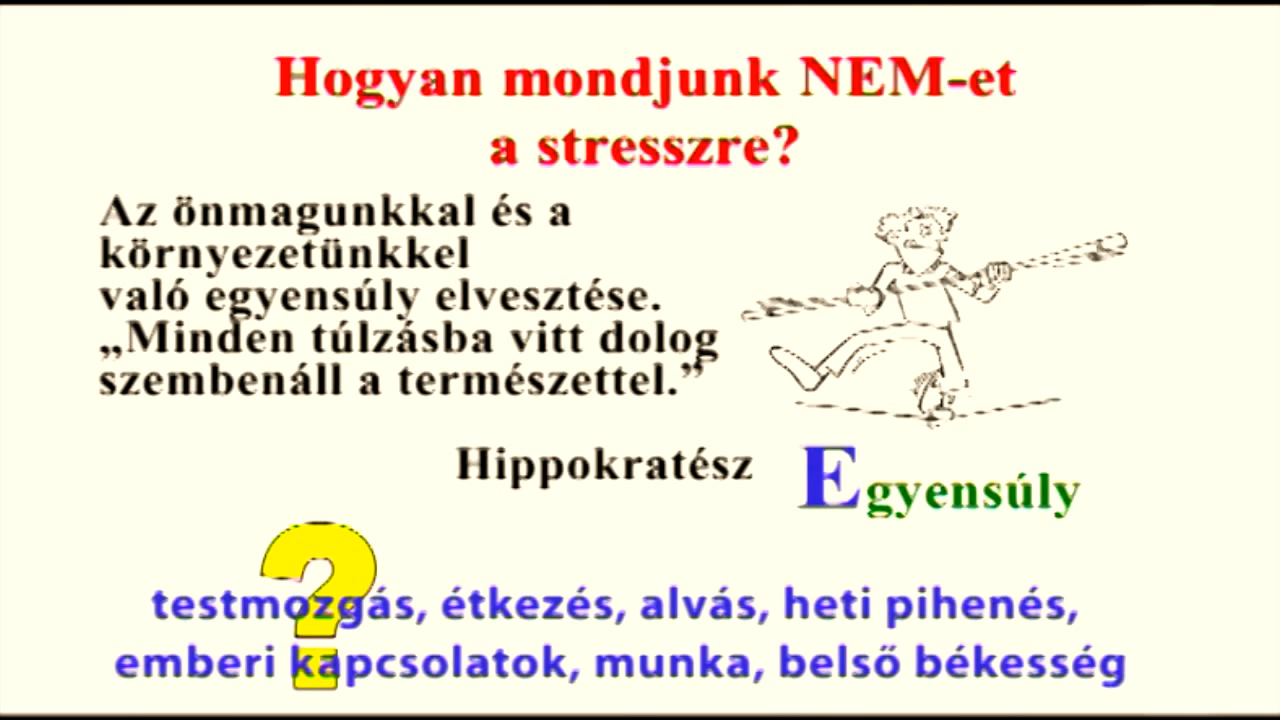 Hogyan mondjunk NEM-et
a stresszre?
Az önmagunkkal és a
környezetünkkel
való egyensúly elvesztése.
„Minden túlzásba vitt dolog
szembenáll a természettel.”
Hippokratész
Egyensúly
?
testmozgás, étkezés, alvás, heti pihenés,
emberi kapcsolatok, munka, belső békesség